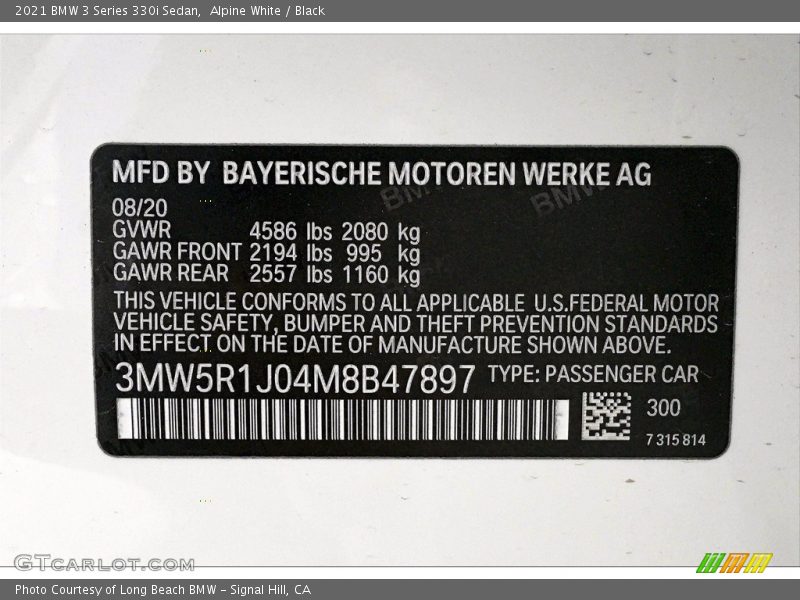 2021 BMW 3 Series 330i Sedan,  Alpine White / Black
MFD BY BAYERISCHE MOTOREN WERKE AG
08/20
GVWR 4586 lbs 2080 kg
GAWR FRONT 2194 lbs 995 kg
GAWR REAR 2557 lbs 1160 kg
THIS VEHICLE CONFORMS TO ALL APPLICABLE U.S.FEDERAL MOTOR
VEHICLE SAFETY, BUMPER AND THEFT PREVENTION STANDARDS
IN EFFECT ON THE DATE OF MANUFACTURE SHOWN ABOVE.
3MW5R1J04M8B47897 TYPE: PASSENGER CAR
300
7 315 814
GTCARLOT.COM
Photo Courtesy of Long Beach BMW - Signal Hill, CA